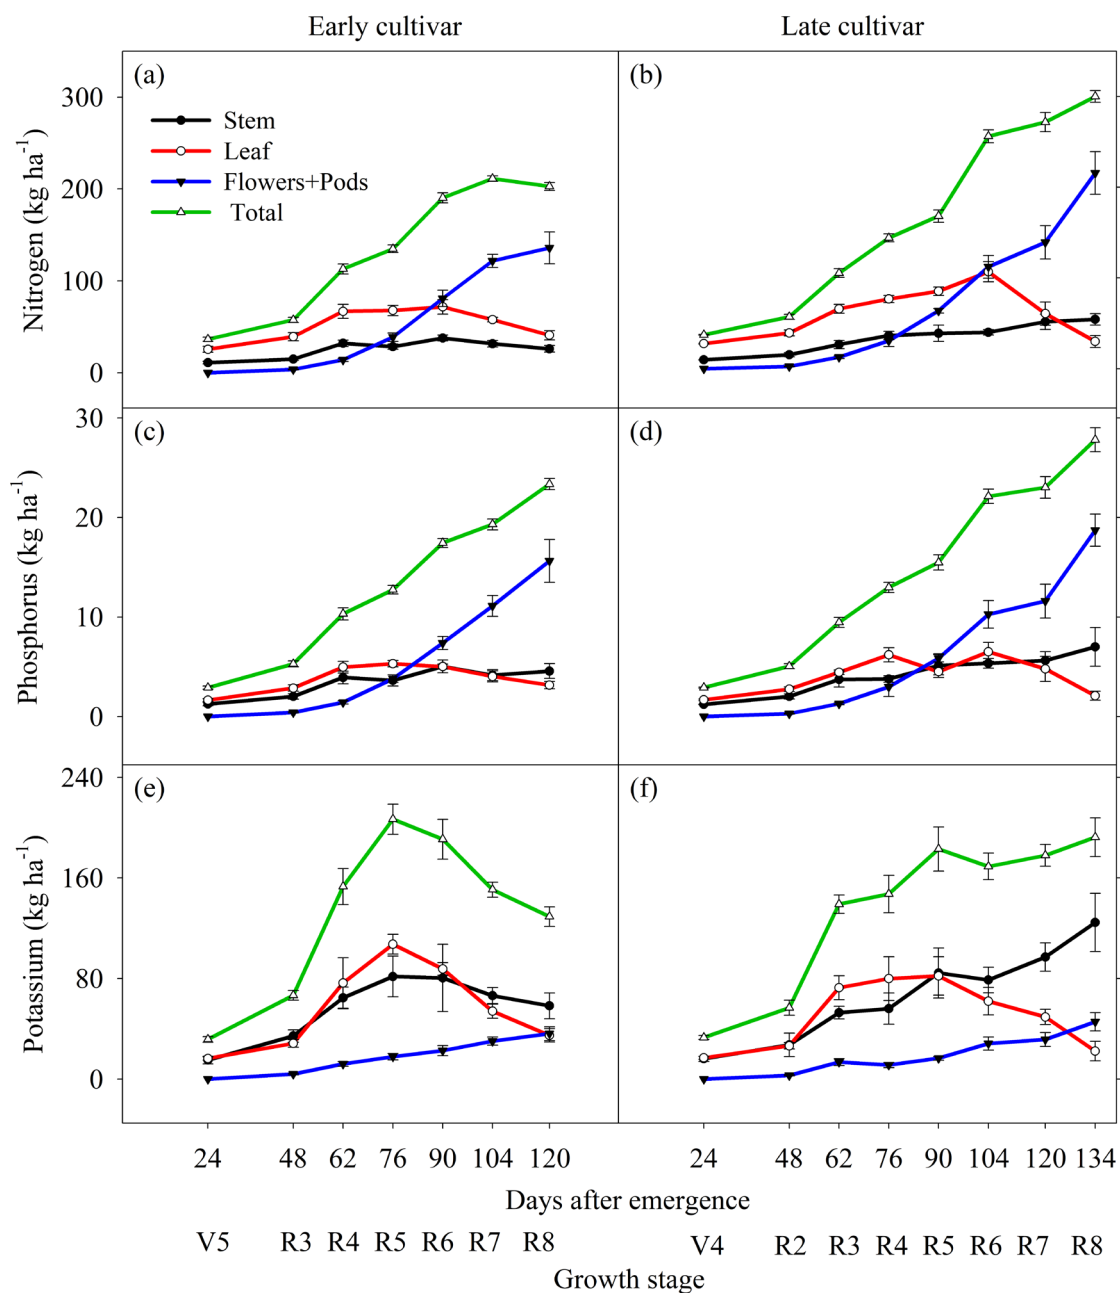 Early cultivar Late cultivar
(a) (b)
Nitrogen (kg ha⁻¹)
300
200
100
0
Stem
Leaf
Flowers+Pods
Total
(c) (d)
Phosphorus (kg ha⁻¹)
30
20
10
0
(e) (f)
Potassium (kg ha⁻¹)
240
160
80
0
24 48 62 76 90 104 120 24 48 62 76 90 104 120 134
Days after emergence
V5 R3 R4 R5 R6 R7 R8 V4 R2 R3 R4 R5 R6 R7 R8
Growth stage